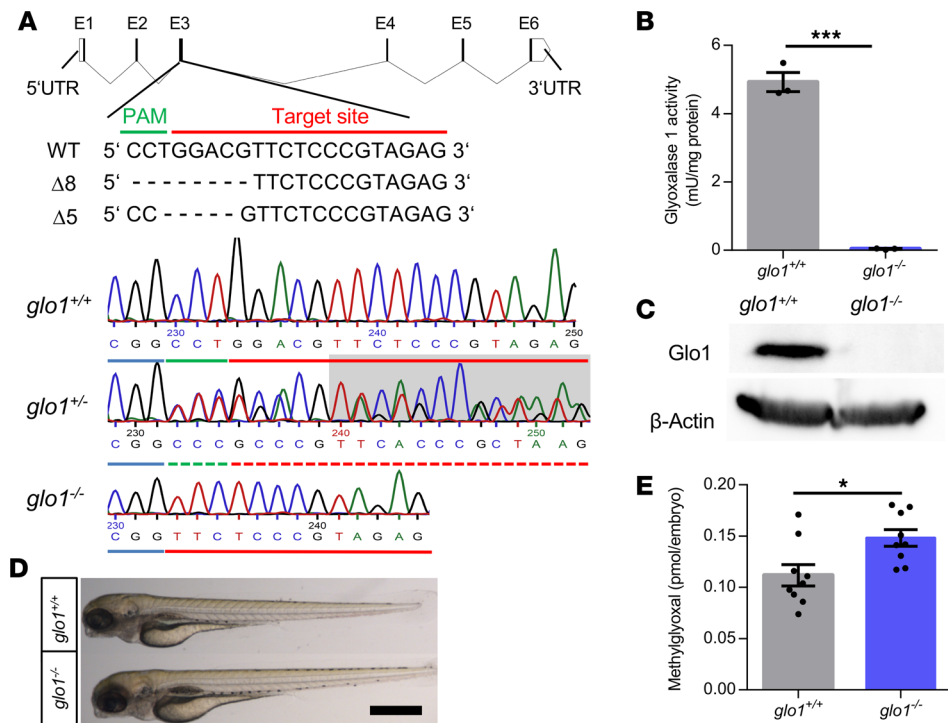 A
E1 E2 E3 E4 E5 E6
5‘UTR 3‘UTR
PAM Target site
WT 5‘ CCTGGACGTTCTCCCGTAGAG 3‘
Δ8 5‘ - - - - - - - - TTCTCCCGTAGAG 3‘
Δ5 5‘ CC - - - - - GTTCTCCCGTAGAG 3‘
glo1+/+
230 240 250
C G G C C T G G A C G T T C T C C C G T A G A G
glo1+/-
230 240 250
C G G C C C G C C C G T T C A C C C G C T A A G
glo1-/-
230 240
C G G T T C T C C C G T A G A G
B
***
Glyoxalase 1 activity
(mU/mg protein)
6
4
2
0
glo1+/+ glo1-/-
C
glo1+/+ glo1-/-
Glo1
β-Actin
D
glo1+/+
glo1-/-
E
*
Methylglyoxal (pmol/embryo)
0.20
0.15
0.10
0.05
0.00
glo1+/+ glo1-/-